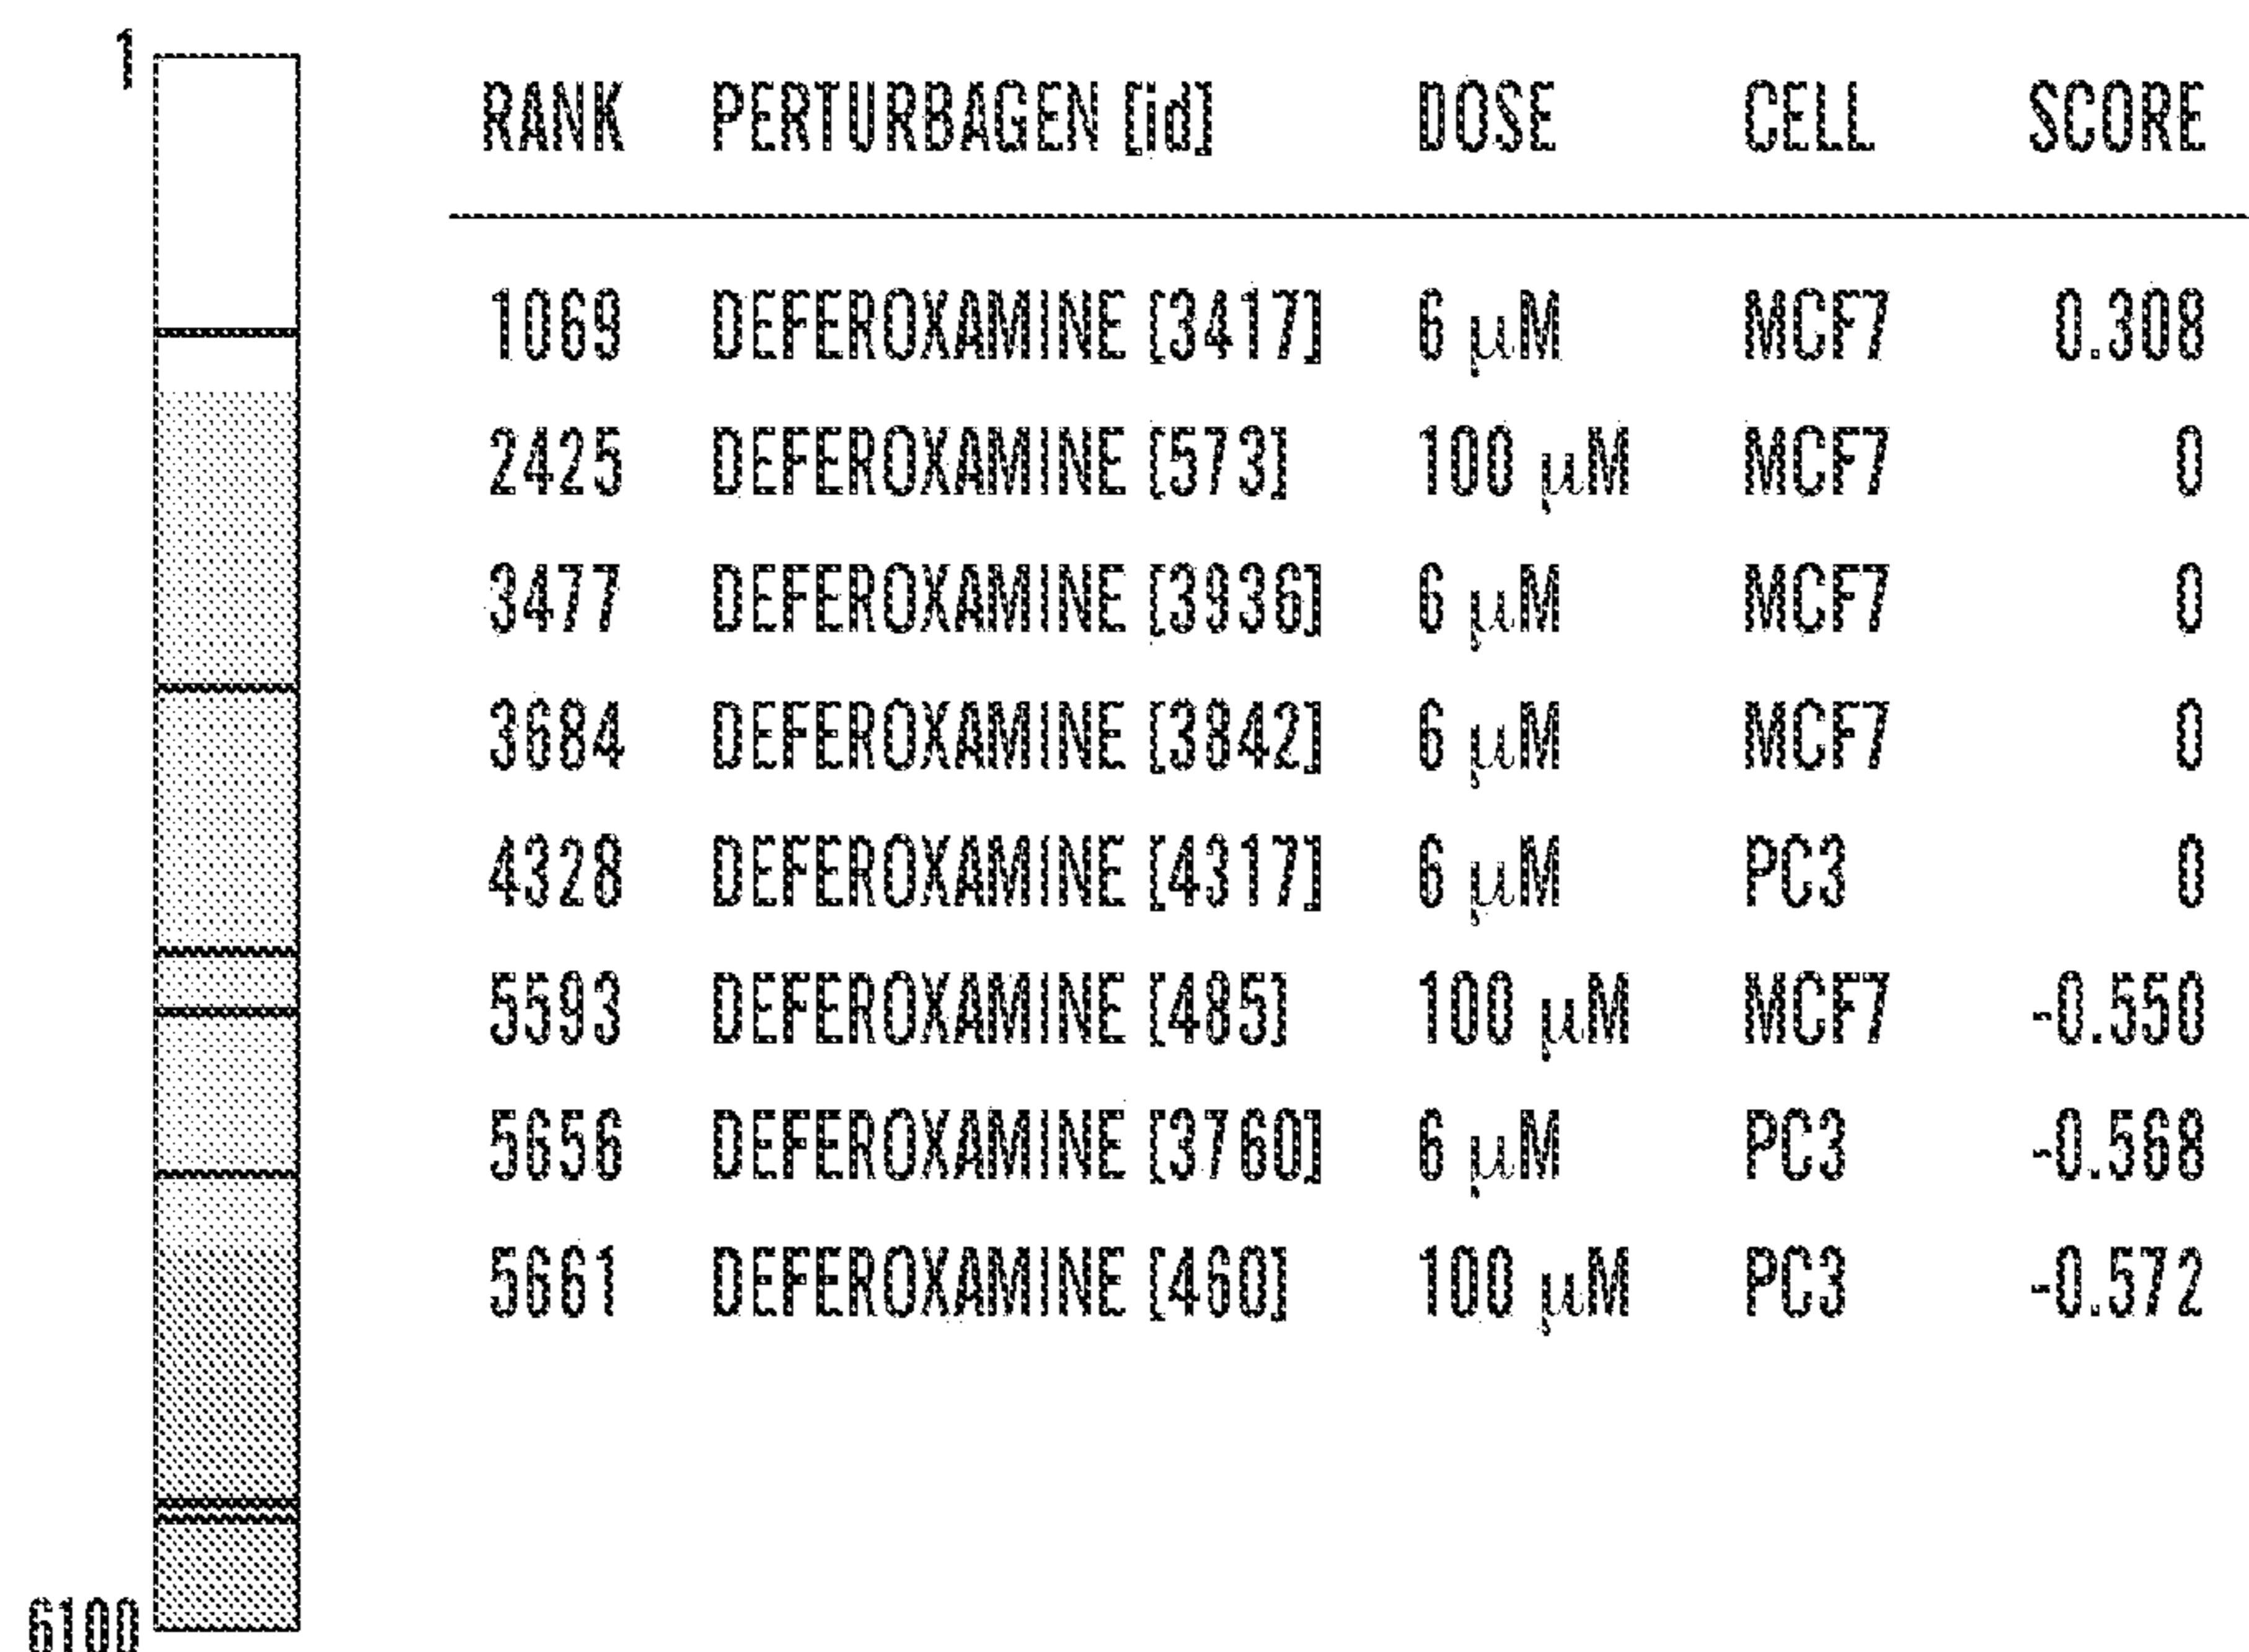 1
RANK PERTURBAGEN [id] DOSE CELL SCORE
1069 DEFEROXAMINE [3417] 6 µM MCF7 0.308
2425 DEFEROXAMINE [573] 100 µM MCF7 0
3477 DEFEROXAMINE [3936] 6 µM MCF7 0
3684 DEFEROXAMINE [3842] 6 µM MCF7 0
4328 DEFEROXAMINE [4317] 6 µM PC3 0
5593 DEFEROXAMINE [485] 100 µM MCF7 -0.550
5656 DEFEROXAMINE [3760] 6 µM PC3 -0.568
5661 DEFEROXAMINE [460] 100 µM PC3 -0.572
6100